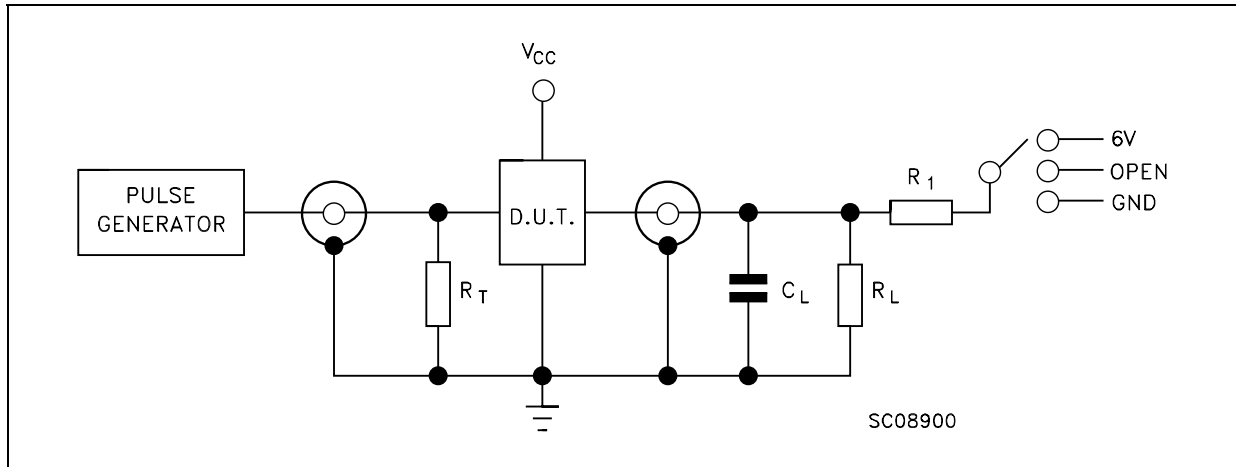 VCC
PULSE
GENERATOR
RT
D.U.T.
CL
RL
R1
6V
OPEN
GND
SC08900